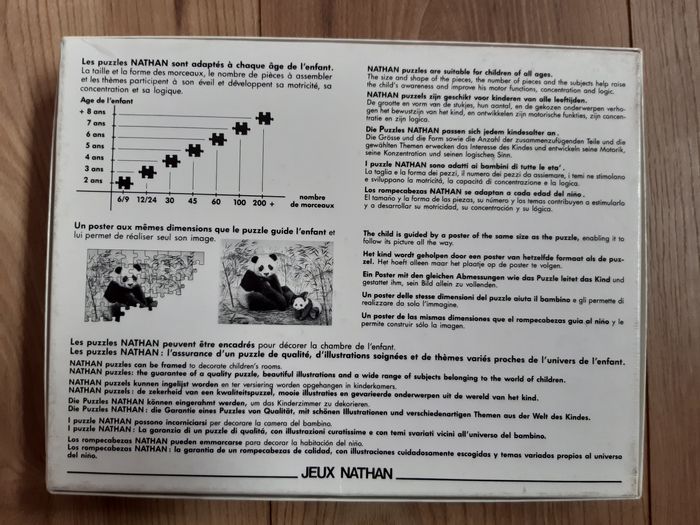 Les puzzles NATHAN sont adaptés à chaque âge de l'enfant.
La taille et la forme des morceaux, le nombre de pièces à assembler
et les thèmes participent à son éveil et développent sa motricité, sa
concentration et sa logique.
Age de l'enfant
+ 8 ans
7 ans
6 ans
5 ans
4 ans
3 ans
2 ans
6/9 12/24 30 45 60 100 200 + nombre
de morceaux
NATHAN puzzles are suitable for children of all ages.
The size and shape of the pieces, the number of pieces and the subjects help raise
the child's awareness and improve his motor functions, concentration and logic.
NATHAN puzzels zijn geschikt voor kinderen van alle leeftijden.
De grootte en vorm van de stukjes, hun aantal, en de gekozen onderwerpen verho-
gen het bewustzijn van het kind, en ontwikkelen zijn motorische funkties, zijn concen-
tratie en zijn logica.
Die Puzzles NATHAN passen sich jedem kindesalter an.
Die Grösse und die Form sowie die Anzahl der zusammenzufügenden Teile und die
gewählten Themen erwecken das Interesse des Kindes und entwickeln seine Motorik,
seine Konzentration und seinen logischen Sinn.
I puzzle NATHAN sono adatti ai bambini di tutte le eta'.
La taglia e la forma dei pezzi, il numero dei pezzi da assiemare, i temi ne stimolano
e sviluppano la matricità, la capacità di concentrazione e la logica.
Los rompecabezas NATHAN se adaptan a cada edad del niño.
El tamaño y la forma de las piezas, su número y los temas contribuyen a estimularlo
y a desarrollar su motricidad, su concentración y su lógica.
Un poster aux mêmes dimensions que le puzzle guide l'enfant et
lui permet de réaliser seul son image.
The child is guided by a poster of the same size as the puzzle, enabling it to
follow its picture all the way.
Het kind wordt geholpen door een poster van hetzelfde formaat als de puz-
zel. Het hoeft alleen maar het plaatje op de poster te volgen.
Ein Poster mit den gleichen Abmessungen wie das Puzzle leitet das Kind und
gestattet ihm, sein Bild allein zu vollenden.
Un poster delle stesse dimensioni del puzzle aiuta il bambino e gli permette di
realizzare da solo l'immagine.
Un poster de las mismas dimensiones que el rompecabezas guia al niño y le
permite construir sólo la imagen.
Les puzzles NATHAN peuvent être encadrés pour décorer la chambre de l'enfant.
Les puzzles NATHAN : l'assurance d'un puzzle de qualité, d'illustrations soignées et de thèmes variés proches de l'univers de l'enfant.
NATHAN puzzles can be framed to decorate children's rooms.
NATHAN puzzles: the guarantee of a quality puzzle, beautiful illustrations and a wide range of subjects belonging to the world of children.
NATHAN puzzels kunnen ingelijst worden en ter versiering worden opgehangen in kinderkamers.
NATHAN puzzels : de zekerheid van een kwaliteitspuzzel, mooie illustraties en gevarieerde onderwerpen uit de wereld van het kind.
Die Puzzles NATHAN können eingerahmt werden, um das Kinderzimmer zu dekorieren.
Die Puzzles NATHAN : die Garantie eines Puzzles von Qualität, mit schönen Illustrationen und verschiedenartigen Themen aus der Welt des Kindes.
I puzzle NATHAN possono incorniciarsi per decorare la camera del bambino.
I puzzle NATHAN : La garanzia di un puzzle di qualità, con illustrazioni curatissime e con temi svariati vicini all'universo del bambino.
Los rompecabezas NATHAN pueden enmarcarse para decorar la habitación del niño.
Los rompecabezas NATHAN : la garantía de un rompecabezas de calidad, con illustraciones cuidadosamente escogidas y temas variados propios al universo
del niño.
JEUX NATHAN